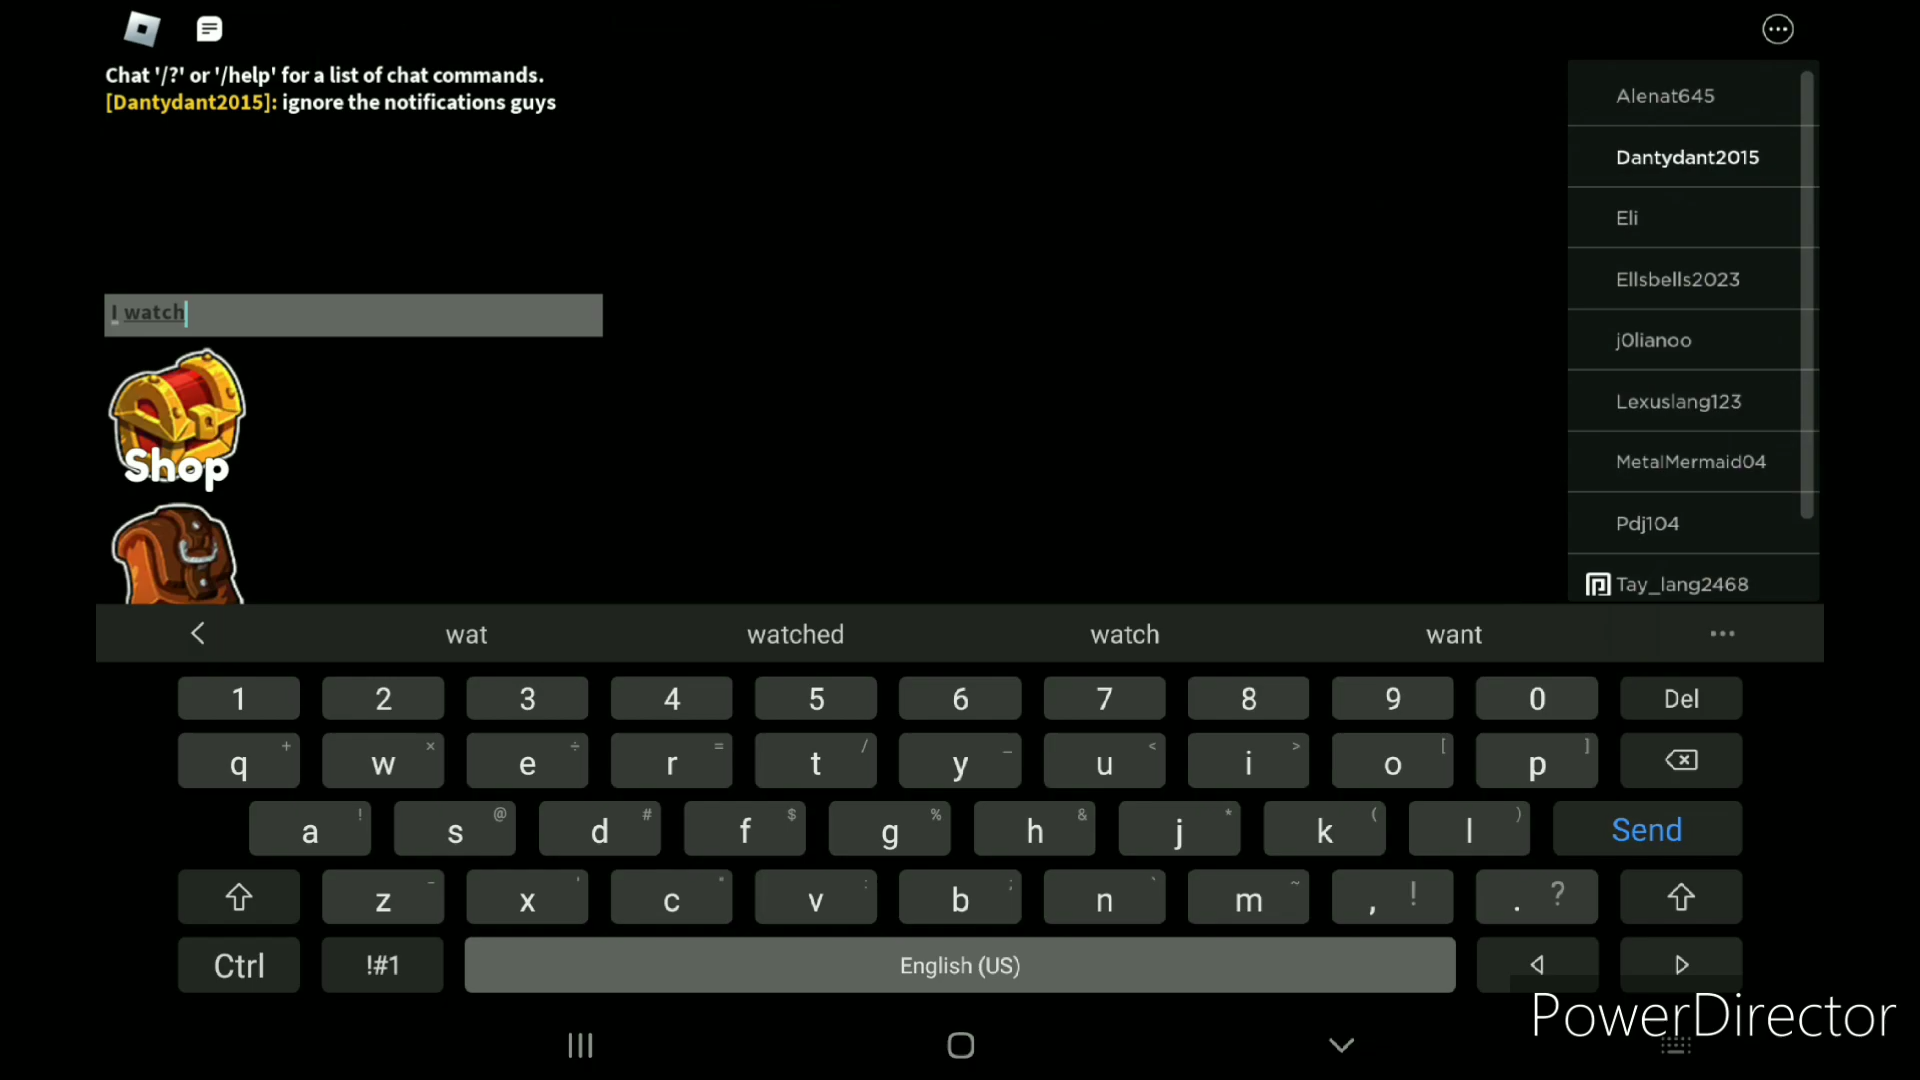 Chat '/?' or '/help' for a list of chat commands.
[Dantydant2015]: ignore the notifications guys
I watch
Shop
Alenat645
Dantydant2015
Eli
Ellsbells2023
j0lianoo
Lexuslang123
MetalMermaid04
Pdj104
Tay_lang2468
wat watched watch want
1 2 3 4 5 6 7 8 9 0 Del
q + w × e ÷ r = t / y _ u < i > o [ p ]
a ! s @ d # f $ g % h & j * k ( l ) Send
z - x ' c " v : b ; n ` m ~ , ! . ?
Ctrl !#1 English (US)
PowerDirector